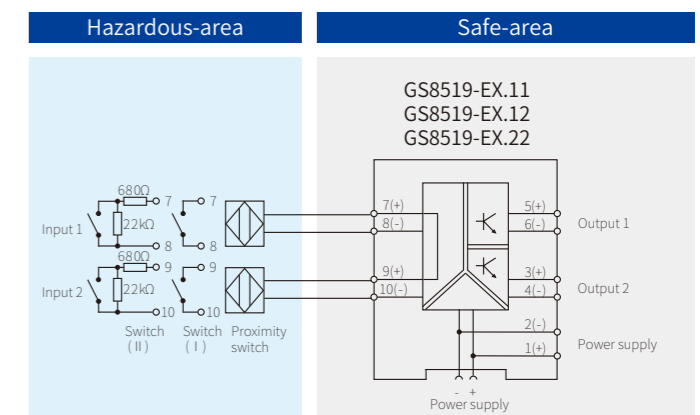 Hazardous-area
Safe-area
GS8519-EX.11
GS8519-EX.12
GS8519-EX.22
680Ω
7
7
7(+)
5(+)
Input 1
22kΩ
8(-)
6(-)
Output 1
8
8
680Ω
9
9
9(+)
3(+)
Input 2
22kΩ
10(-)
4(-)
Output 2
10
10
2(-)
Switch
(Ⅱ)
Switch
(Ⅰ)
Proximity
switch
1(+)
Power supply
- +
Power supply